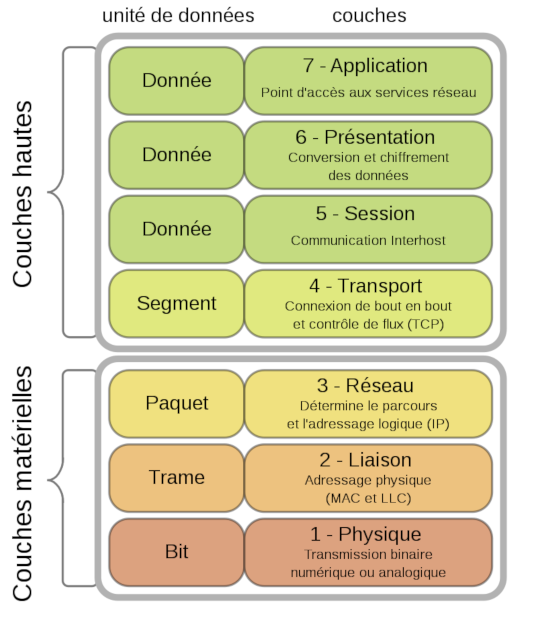 unité de données couches
Couches hautes
Donnée
7 - Application
Point d'accès aux services réseau
Donnée
6 - Présentation
Conversion et chiffrement
des données
Donnée
5 - Session
Communication Interhost
Segment
4 - Transport
Connexion de bout en bout
et contrôle de flux (TCP)
Couches matérielles
Paquet
3 - Réseau
Détermine le parcours
et l'adressage logique (IP)
Trame
2 - Liaison
Adressage physique
(MAC et LLC)
Bit
1 - Physique
Transmission binaire
numérique ou analogique